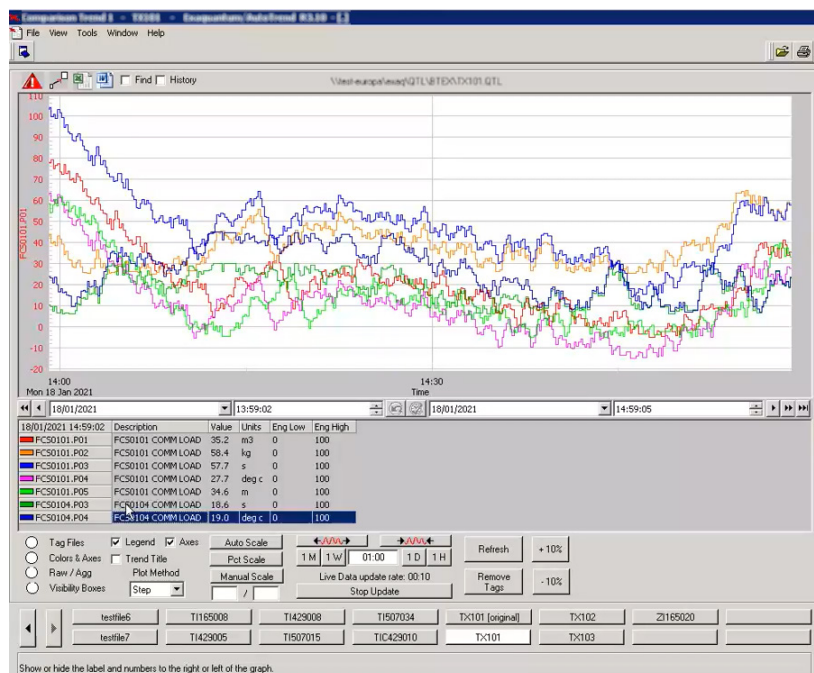 Comparison Trend 1 - TX101 - Exaquantum/AutoTrend R3.10 - [.]
File View Tools Window Help
Find History
\QTL\BTEX\TX101.QTL
110
100
90
80
70
60
50
40
30
20
10
0
-10
-20
FCS0101.P01
14:00 14:30
Mon 18 Jan 2021 Time
18/01/2021 13:59:02 18/01/2021 14:59:05
18/01/2021 14:59:02 Description Value Units Eng Low Eng High
FCS0101.P01 FCS0101 COMM LOAD 35.2 m3 0 100
FCS0101.P02 FCS0101 COMM LOAD 58.4 kg 0 100
FCS0101.P03 FCS0101 COMM LOAD 57.7 s 0 100
FCS0101.P04 FCS0101 COMM LOAD 27.7 deg c 0 100
FCS0101.P05 FCS0101 COMM LOAD 34.6 m 0 100
FCS0104.P03 FCS0104 COMM LOAD 18.6 s 0 100
FCS0104.P04 FCS0104 COMM LOAD 19.0 deg c 0 100
Tag Files Legend Axes Auto Scale
Colors & Axes Trend Title Pct Scale 1 M 1 W 01:00 1 D 1 H Refresh + 10%
Raw / Agg Plot Method Manual Scale Live Data update rate: 00:10 Remove Tags - 10%
Visibility Boxes Step / Stop Update
testfile6 TI165008 TI429008 TI507034 TX101 [original] TX102 ZI165020
testfile7 TI429005 TI507015 TIC429010 TX101 TX103
Show or hide the label and numbers to the right or left of the graph.